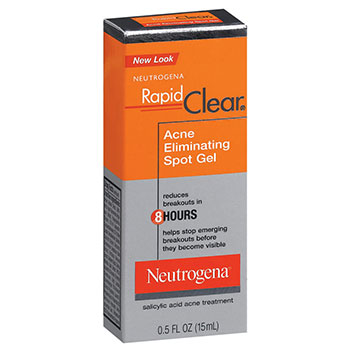 New Look
NEUTROGENA
Rapid Clear®
Acne
Eliminating
Spot Gel
reduces
breakouts in
8 HOURS
helps stop emerging
breakouts before
they become visible
Neutrogena®
salicylic acid acne treatment
0.5 FL OZ (15mL)